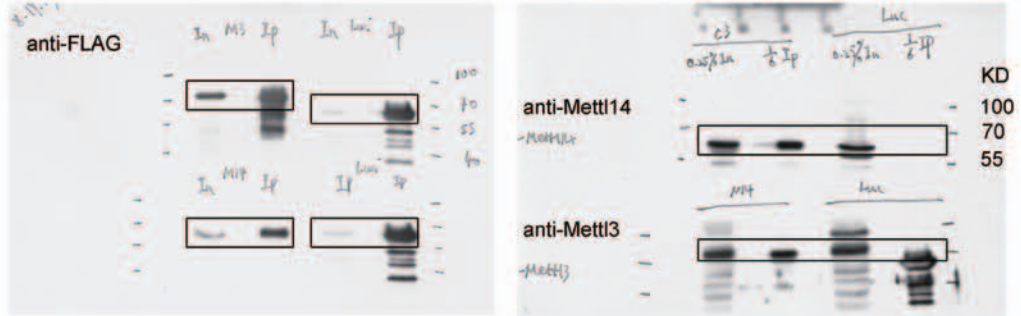 anti-FLAG
In M3 Ip In Luc Ip
100
70
55
40
In M14 Ip Ip Luc Ip
C3 Luc
0.25% In 1/6 Ip 0.25% In 1/6 Ip
KD
anti-Mettl14
100
-Mettl14
70
55
M14 Luc
anti-Mettl3
-Mettl3